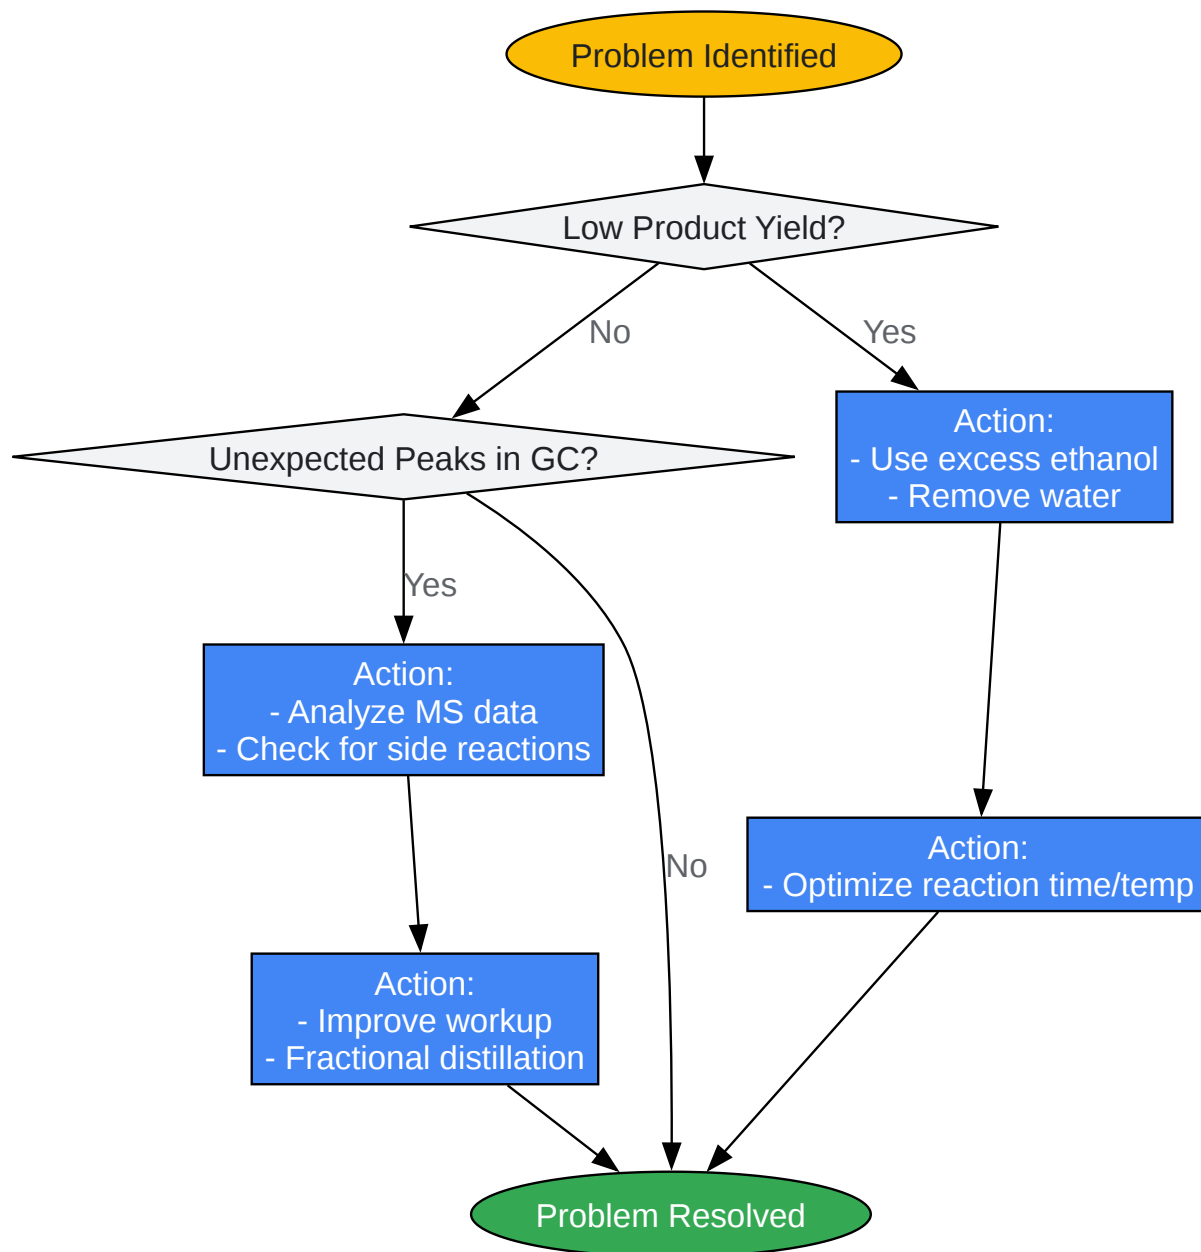 Problem Identified
Low Product Yield?
No
Yes
Action:
- Use excess ethanol
- Remove water
Unexpected Peaks in GC?
Yes
Action:
- Analyze MS data
- Check for side reactions
No
Action:
- Optimize reaction time/temp
Action:
- Improve workup
- Fractional distillation
Problem Resolved